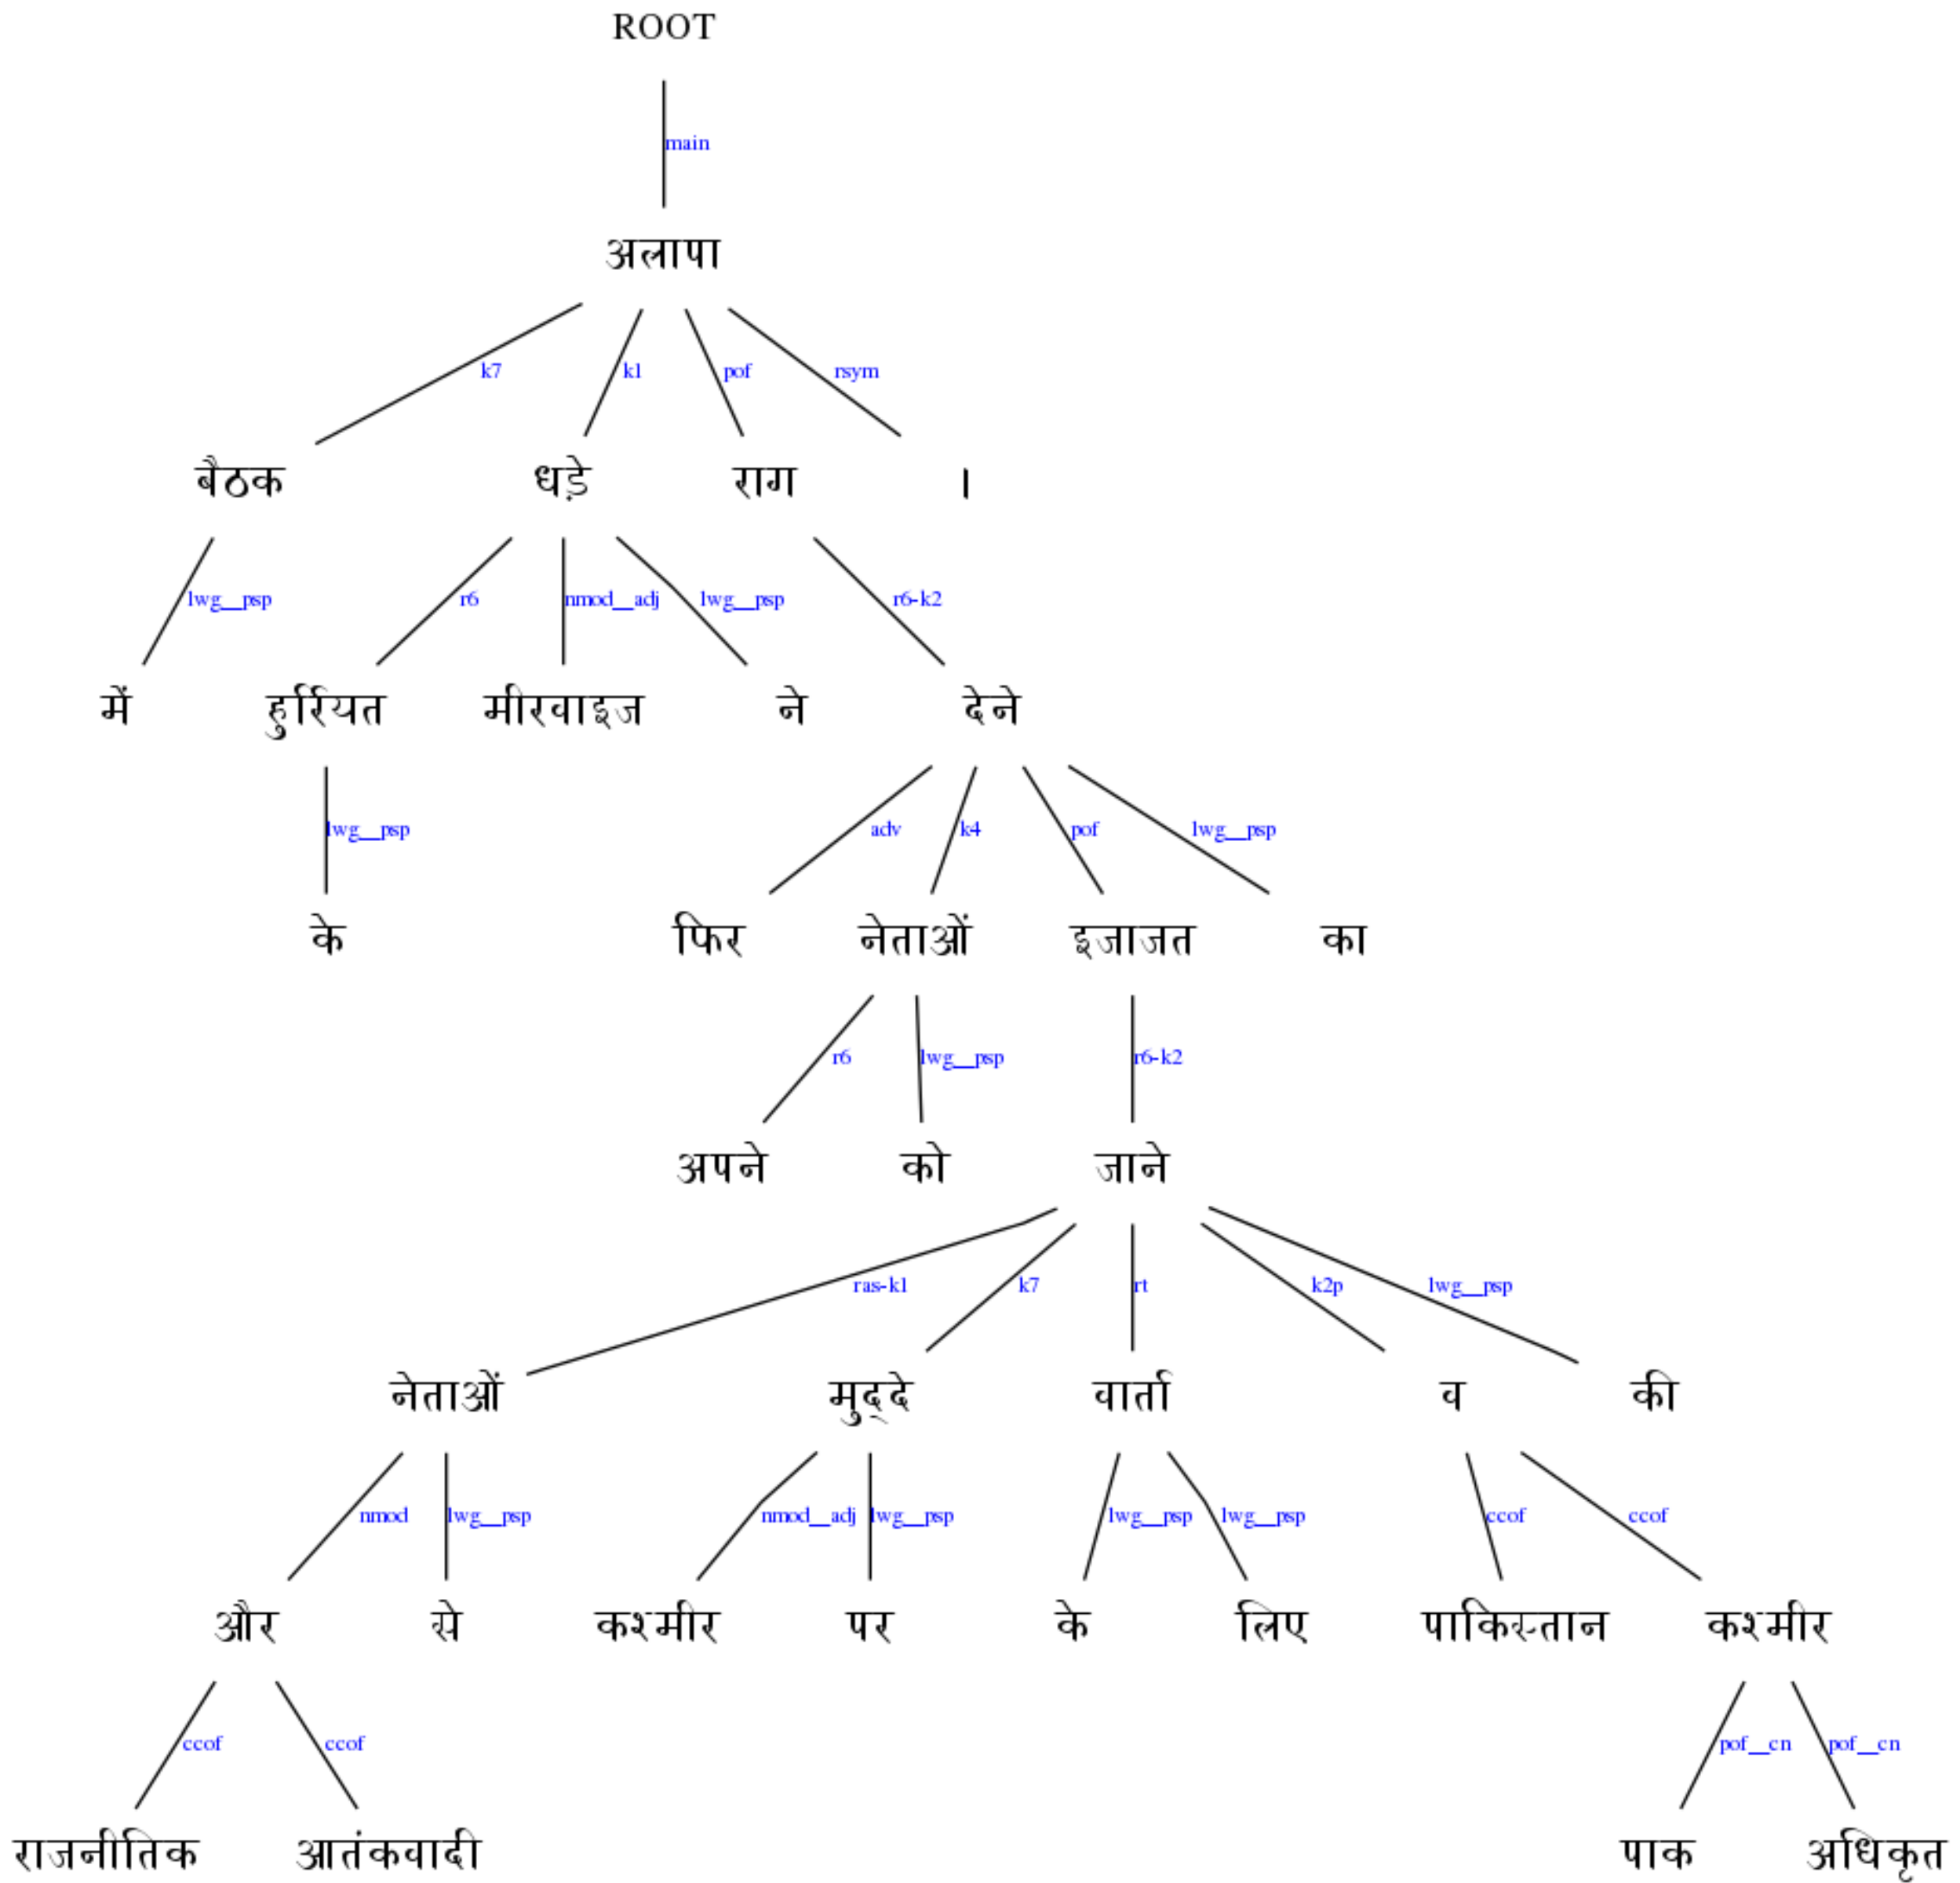 ROOT
main
अलापा
k7 k1 pof rsym
बैठक धड़े राग ।
lwg__psp r6 nmod__adj lwg__psp r6-k2
में हुर्रियत मीरवाइज ने देने
lwg__psp adv k4 pof lwg__psp
के फिर नेताओं इजाजत का
r6 lwg__psp r6-k2
अपने को जाने
ras-k1 k7 rt k2p lwg__psp
नेताओं मुद्दे वार्ता व की
nmod lwg__psp nmod__adj lwg__psp lwg__psp lwg__psp ccof ccof
और से कश्मीर पर के लिए पाकिस्तान कश्मीर
ccof ccof pof__cn pof__cn
राजनीतिक आतंकवादी पाक अधिकृत